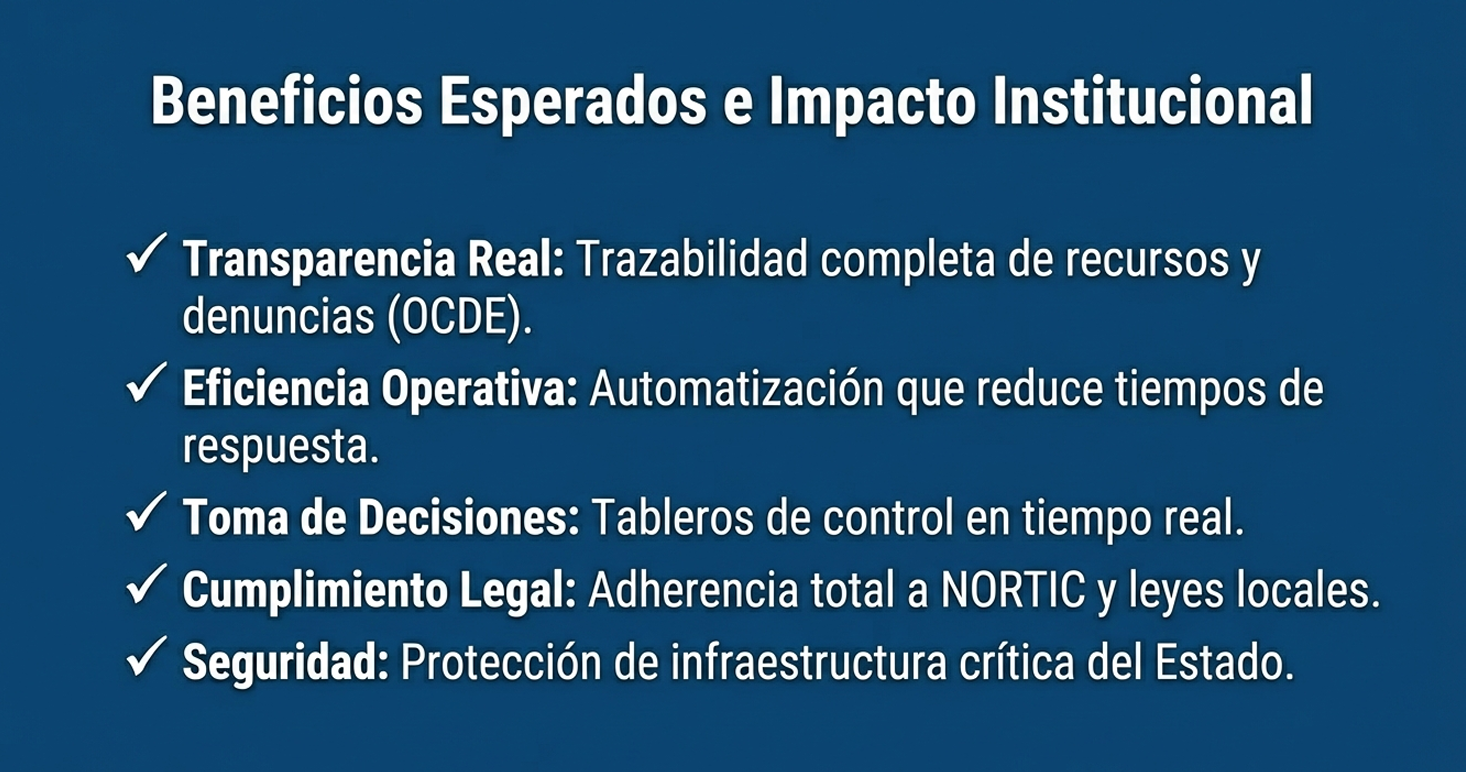 Beneficios Esperados e Impacto Institucional
✓ Transparencia Real: Trazabilidad completa de recursos y
denuncias (OCDE).
✓ Eficiencia Operativa: Automatización que reduce tiempos de
respuesta.
✓ Toma de Decisiones: Tableros de control en tiempo real.
✓ Cumplimiento Legal: Adherencia total a NORTIC y leyes locales.
✓ Seguridad: Protección de infraestructura crítica del Estado.